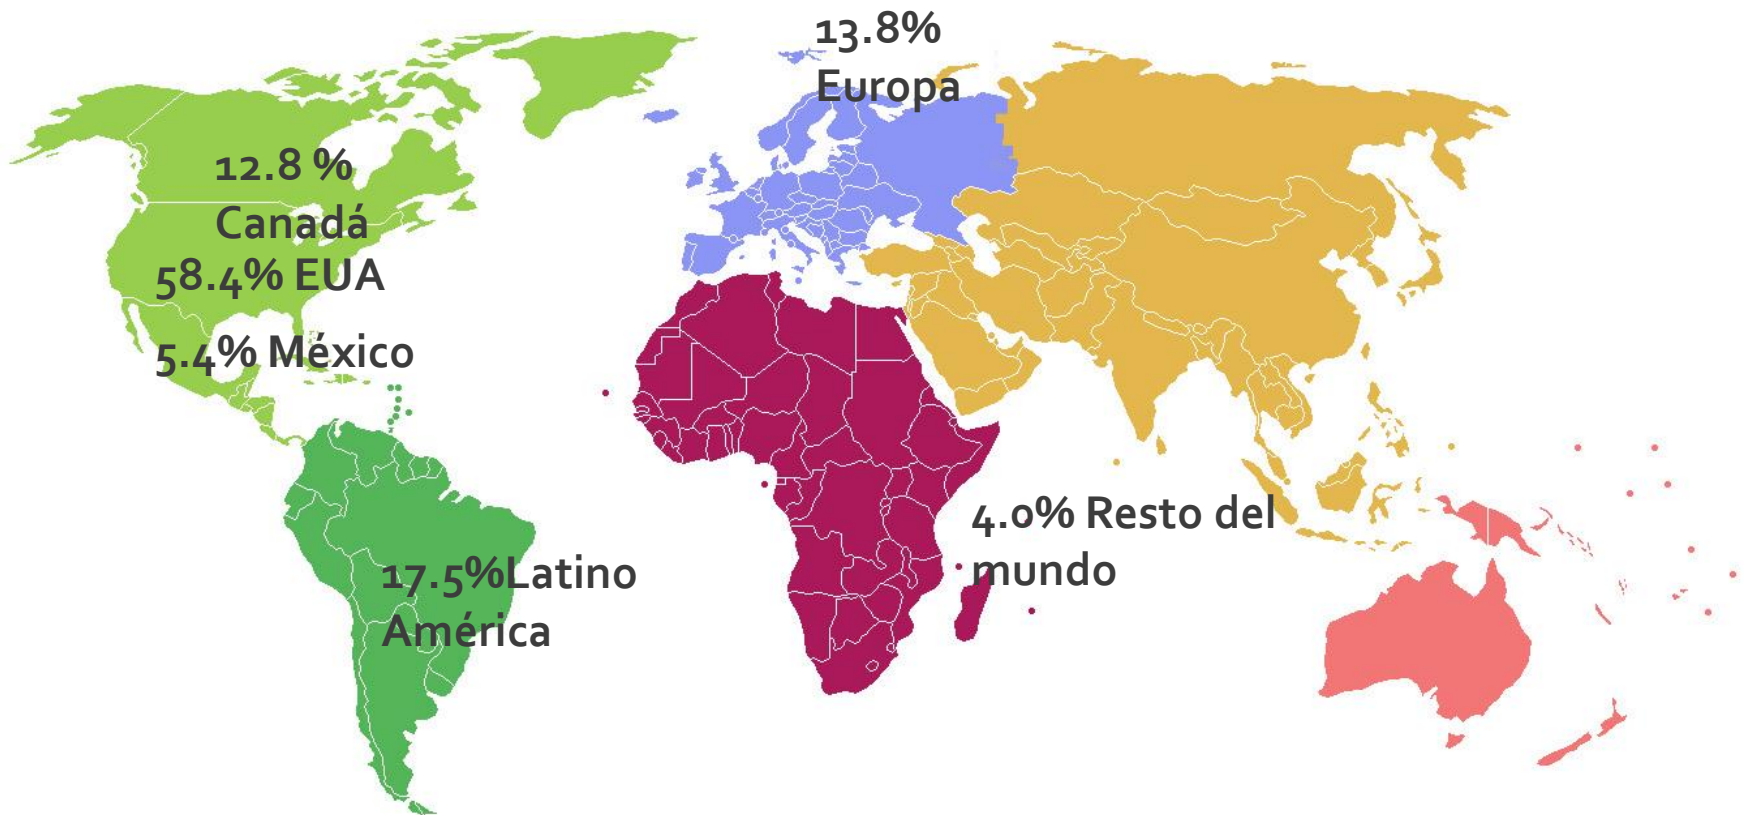 13.8%
Europa
12.8 %
Canadá
58.4% EUA
5.4% México
4.0% Resto del
mundo
17.5%Latino
América